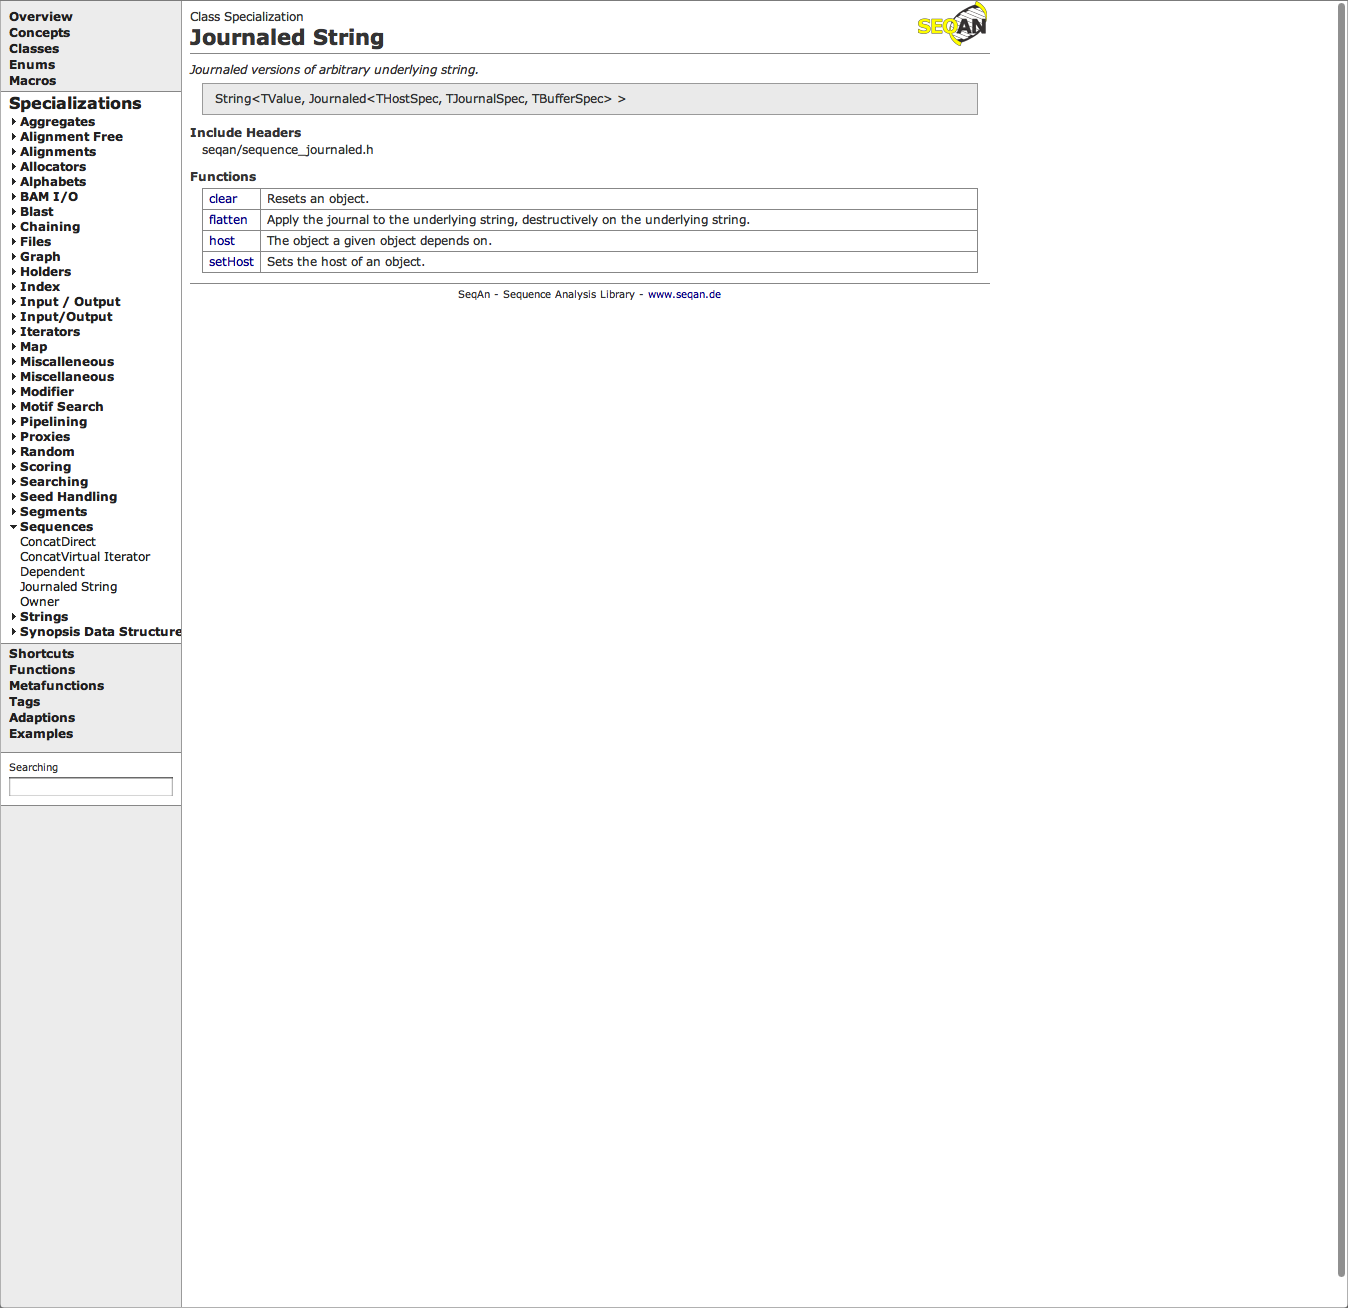 Overview
Concepts
Classes
Enums
Macros
Specializations
Aggregates
Alignment Free
Alignments
Allocators
Alphabets
BAM I/O
Blast
Chaining
Files
Graph
Holders
Index
Input / Output
Input/Output
Iterators
Map
Miscalleneous
Miscellaneous
Modifier
Motif Search
Pipelining
Proxies
Random
Scoring
Searching
Seed Handling
Segments
Sequences
ConcatDirect
ConcatVirtual Iterator
Dependent
Journaled String
Owner
Strings
Synopsis Data Structure
Shortcuts
Functions
Metafunctions
Tags
Adaptions
Examples
Searching
Class Specialization
SEQAN
Journaled String
Journaled versions of arbitrary underlying string.
String<TValue, Journaled<THostSpec, TJournalSpec, TBufferSpec> >
Include Headers
seqan/sequence_journaled.h
Functions
clear Resets an object.
flatten Apply the journal to the underlying string, destructively on the underlying string.
host The object a given object depends on.
setHost Sets the host of an object.
SeqAn - Sequence Analysis Library - www.seqan.de